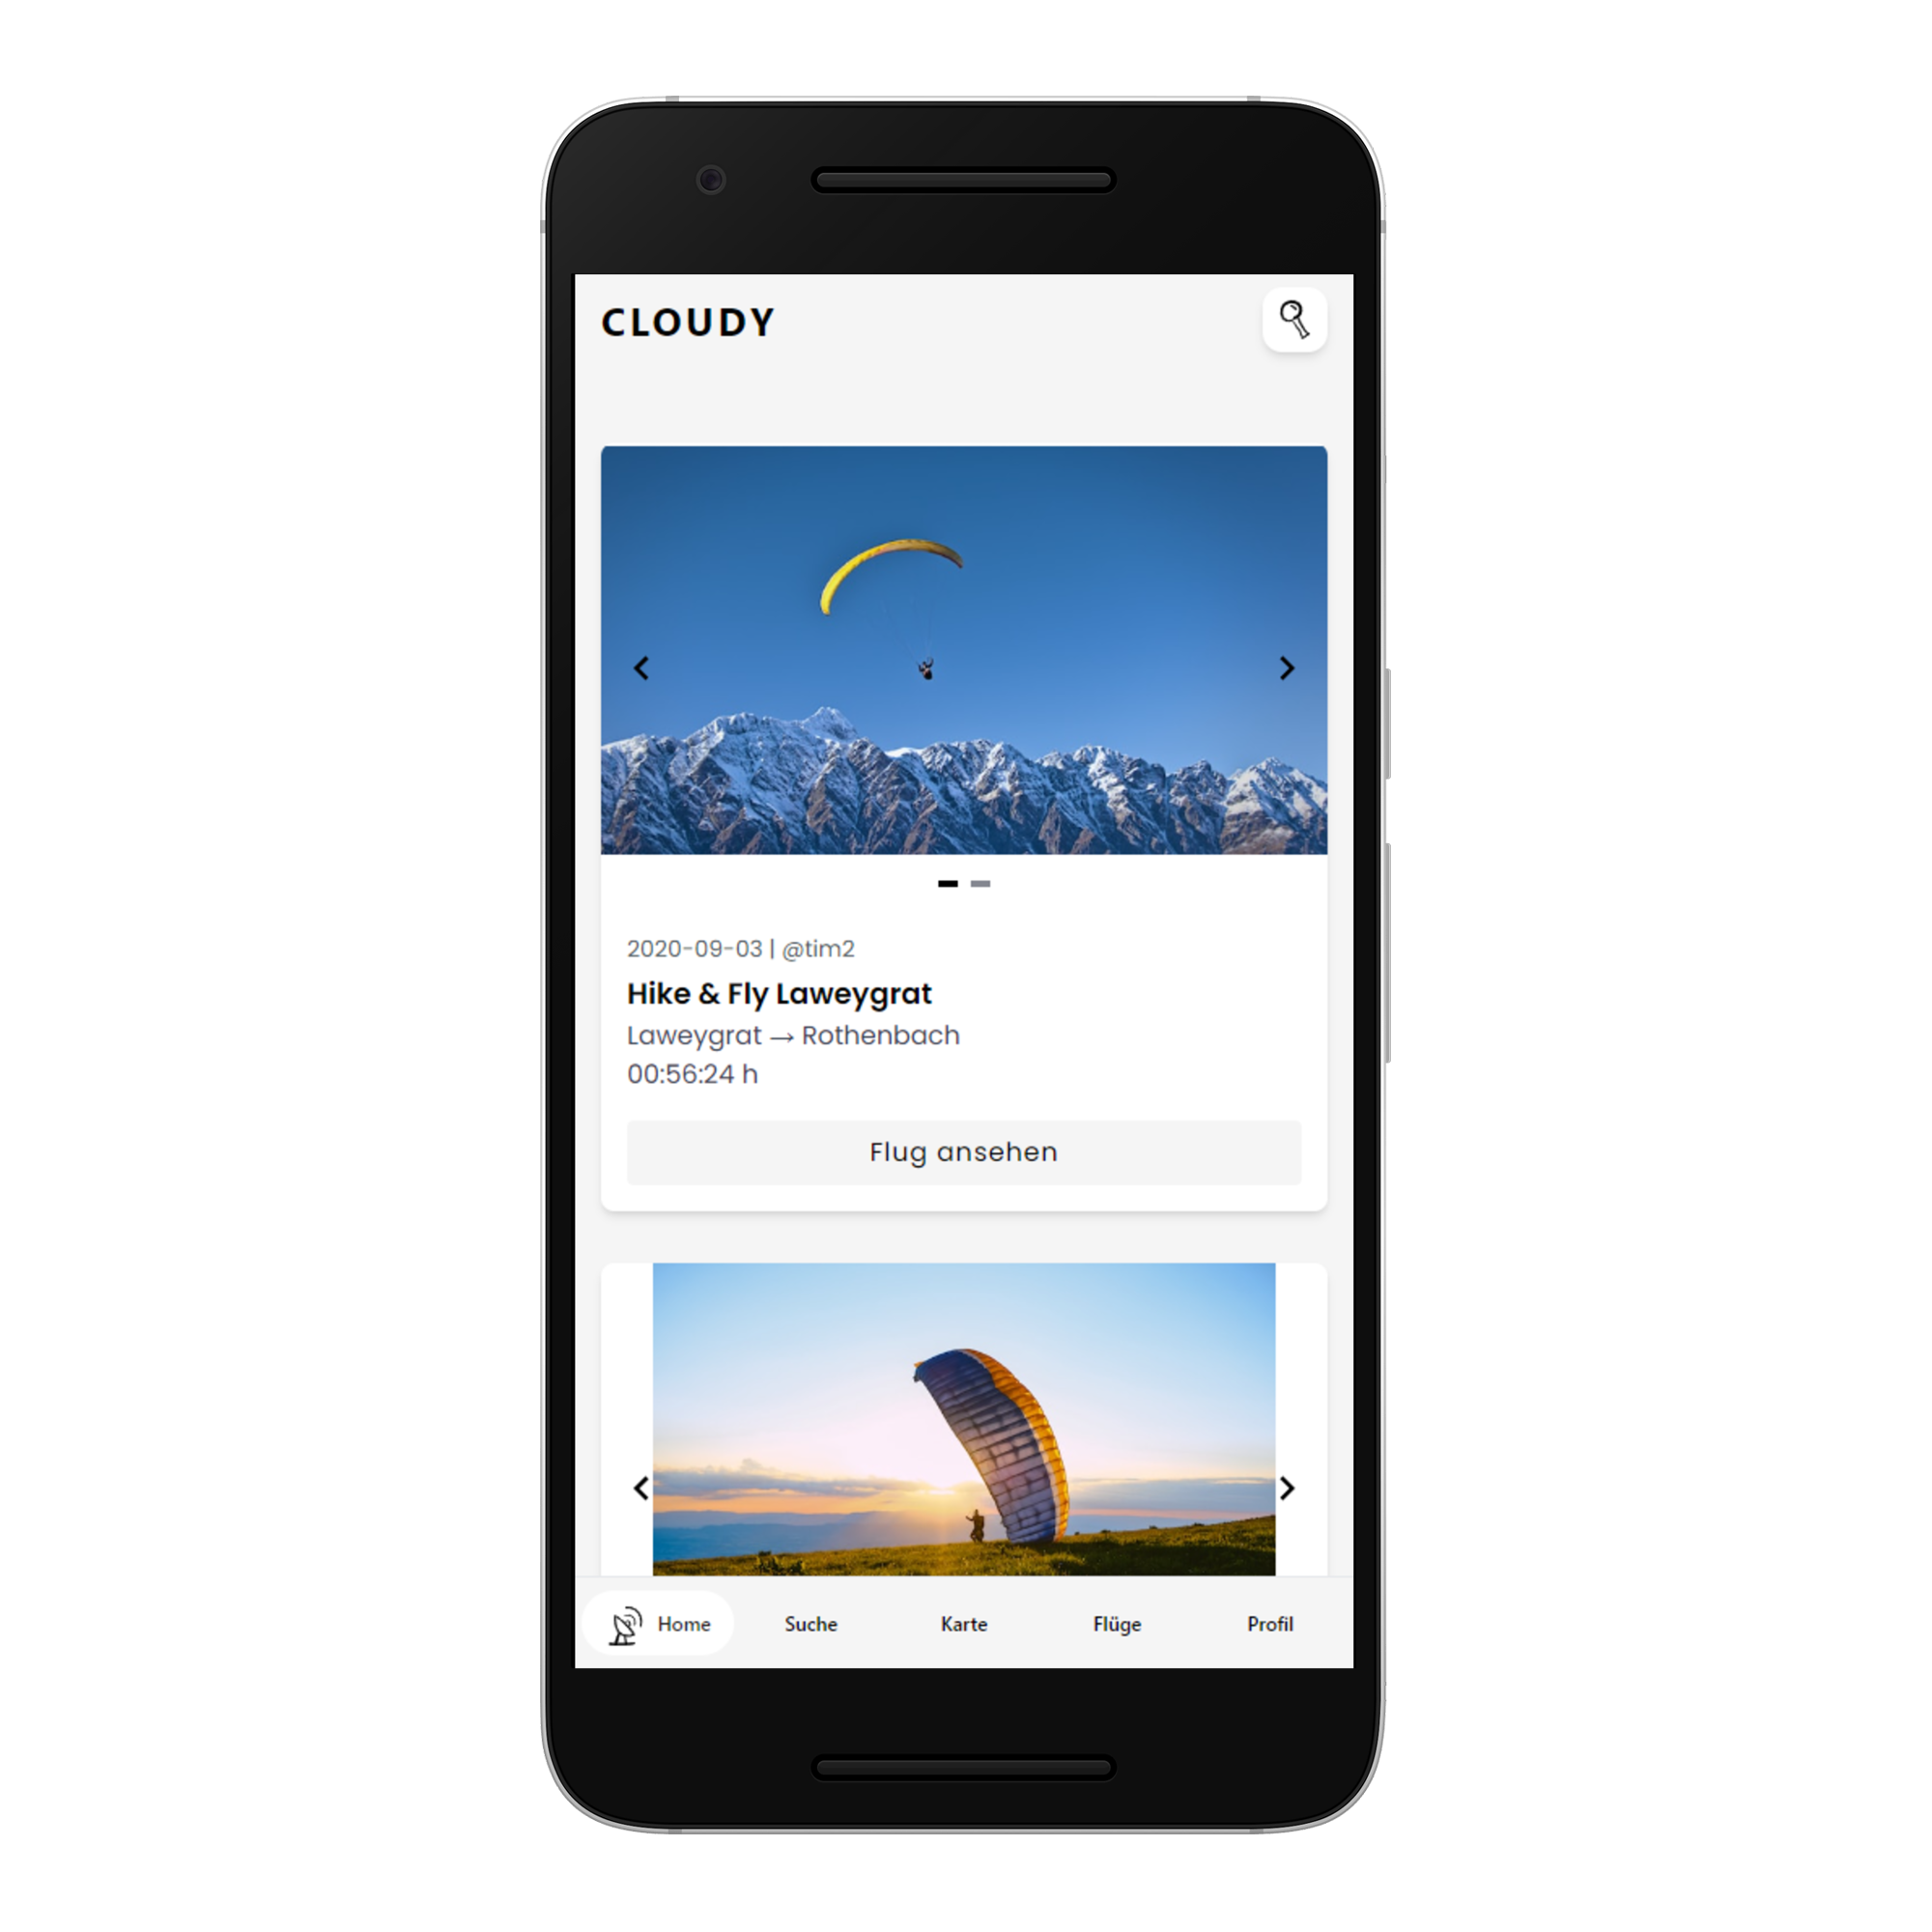 CLOUDY
2020-09-03 | @tim2
Hike & Fly Laweygrat
Laweygrat → Rothenbach
00:56:24 h
Flug ansehen
Home Suche Karte Flüge Profil